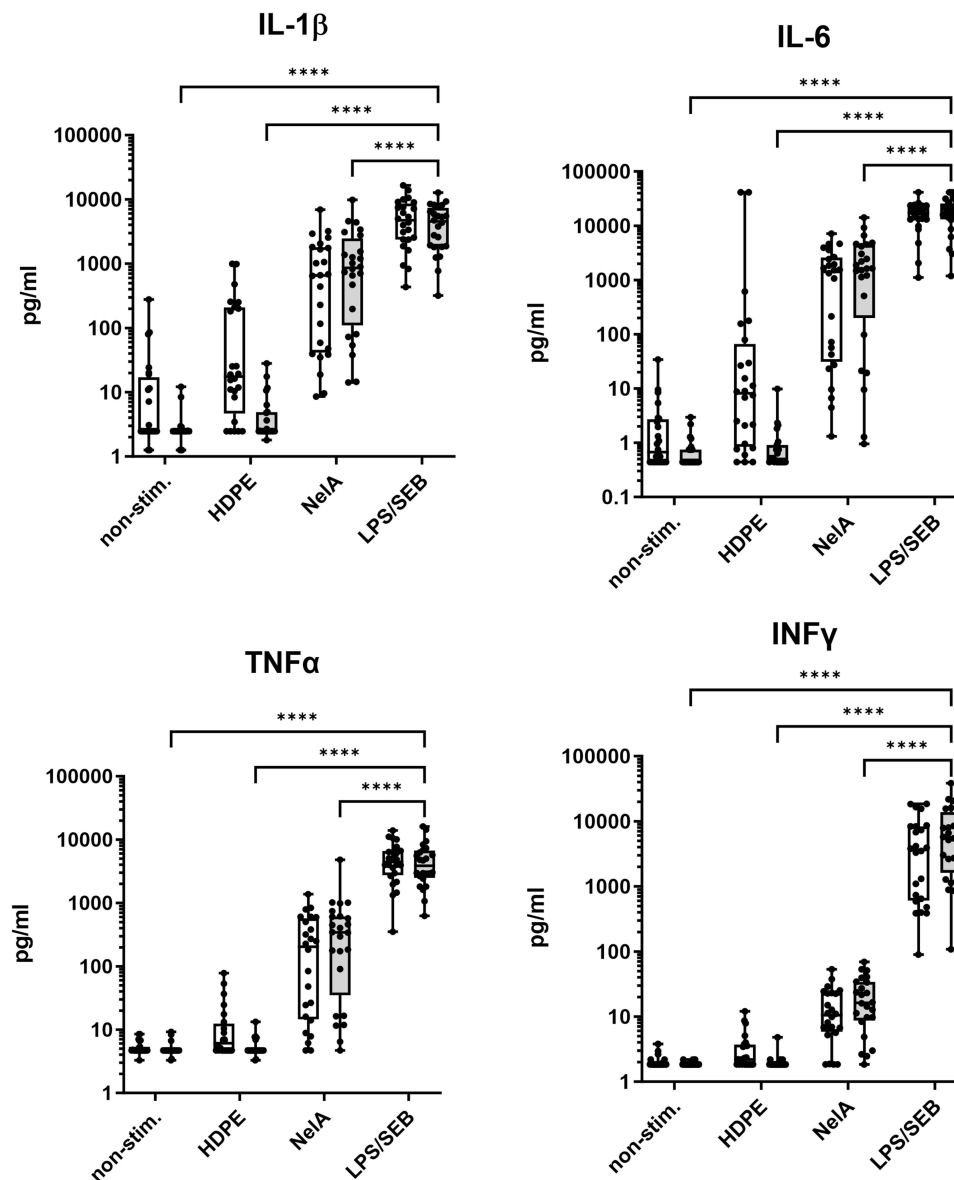 IL-1β
****
****
****
100000
10000
1000
100
10
1
pg/ml
non-stim.
HDPE
NelA
LPS/SEB
IL-6
****
****
****
100000
10000
1000
100
10
1
0.1
pg/ml
non-stim.
HDPE
NelA
LPS/SEB
TNFα
****
****
****
100000
10000
1000
100
10
1
pg/ml
non-stim.
HDPE
NelA
LPS/SEB
INFγ
****
****
****
100000
10000
1000
100
10
1
pg/ml
non-stim.
HDPE
NelA
LPS/SEB